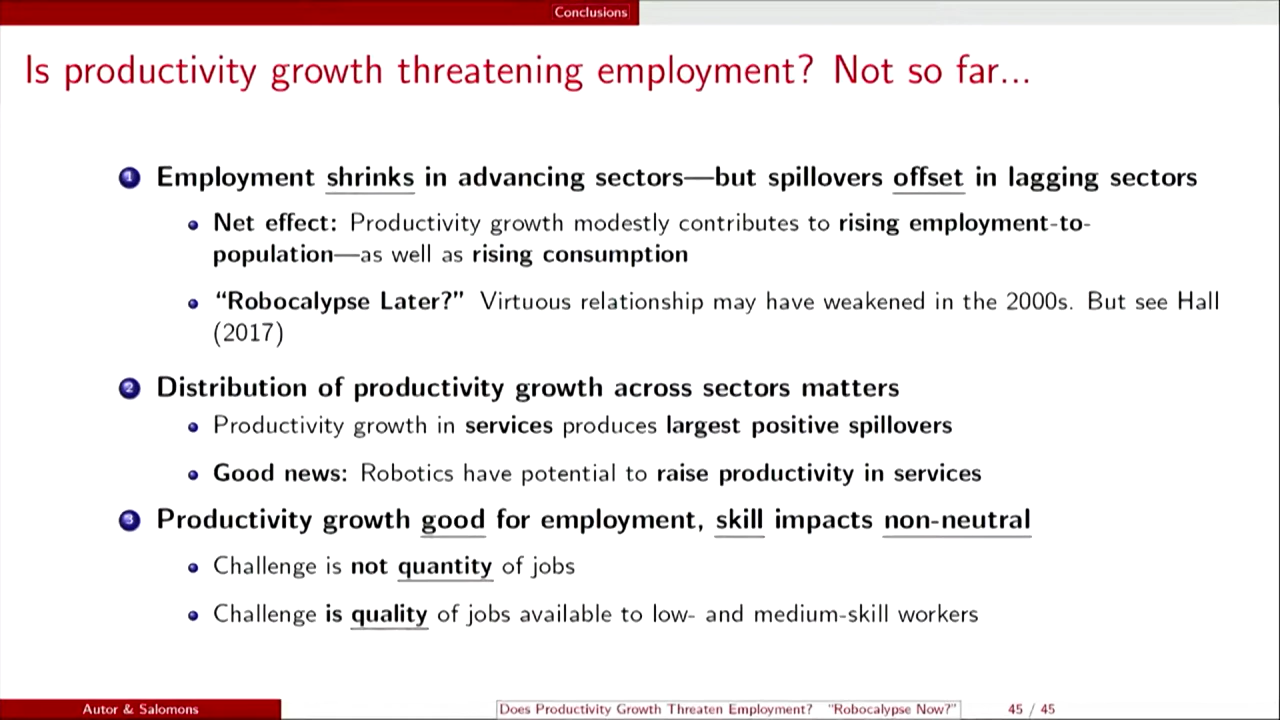 Conclusions
Is productivity growth threatening employment? Not so far...
1 Employment shrinks in advancing sectors—but spillovers offset in lagging sectors
Net effect: Productivity growth modestly contributes to rising employment-to-
population—as well as rising consumption
“Robocalypse Later?” Virtuous relationship may have weakened in the 2000s. But see Hall
(2017)
2 Distribution of productivity growth across sectors matters
Productivity growth in services produces largest positive spillovers
Good news: Robotics have potential to raise productivity in services
3 Productivity growth good for employment, skill impacts non-neutral
Challenge is not quantity of jobs
Challenge is quality of jobs available to low- and medium-skill workers
Autor & Salomons Does Productivity Growth Threaten Employment? “Robocalypse Now?” 45 / 45